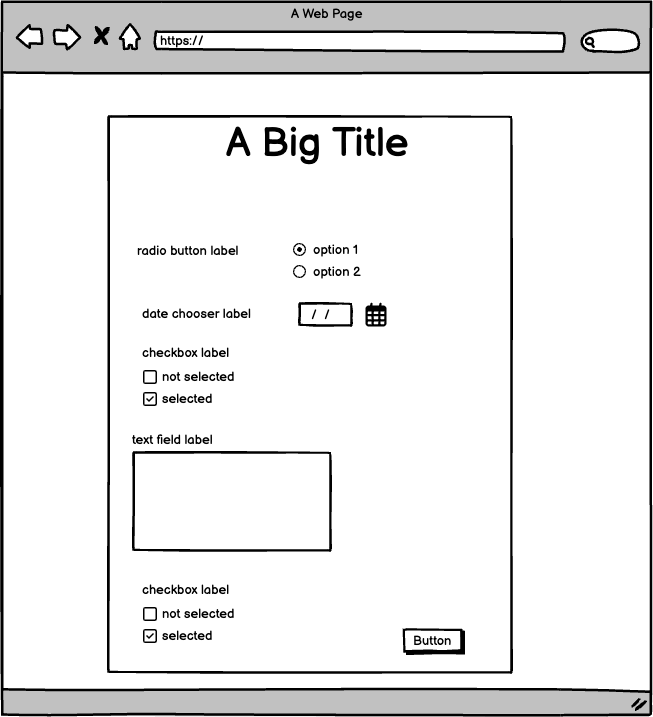 A Web Page
https://
A Big Title
radio button label
option 1
option 2
date chooser label
/ /
checkbox label
not selected
selected
text field label
checkbox label
not selected
selected
Button